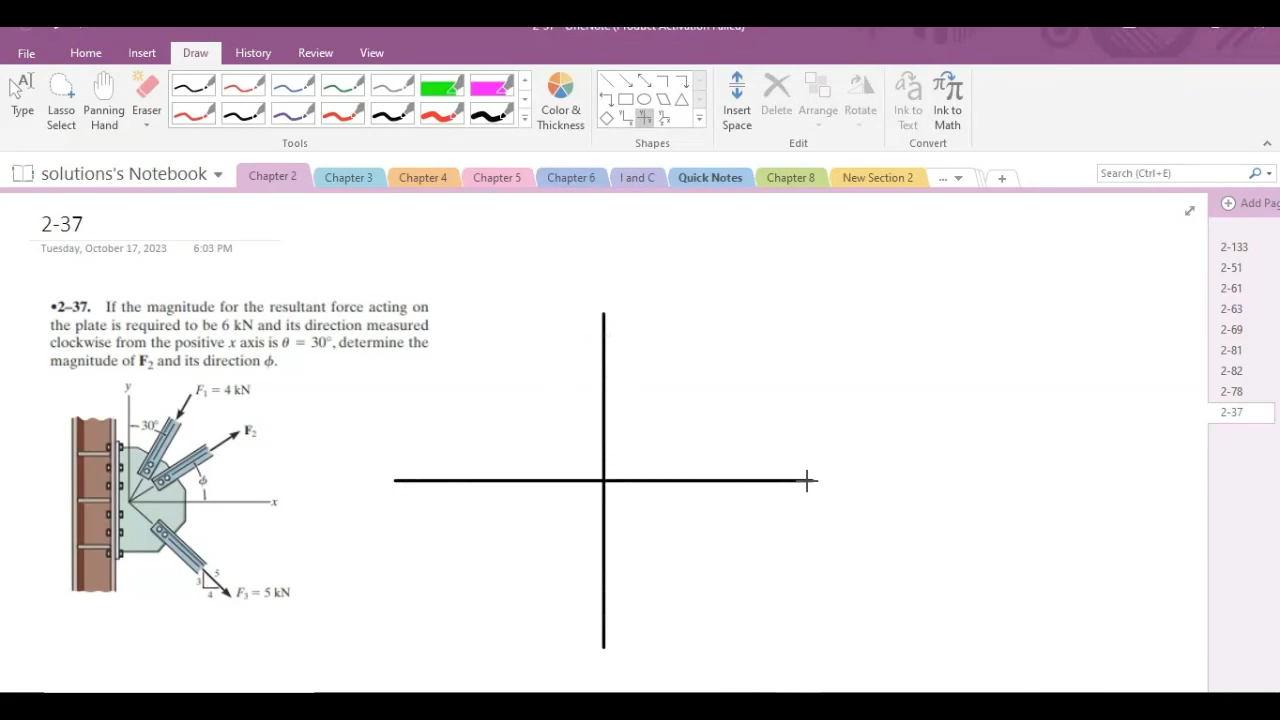 2-37 - OneNote (Product Activation Failed)
File Home Insert Draw History Review View
Type Lasso Select Panning Hand Eraser Color & Thickness Insert Space Delete Arrange Rotate Ink to Text Ink to Math
Tools Shapes Edit Convert
solutions's Notebook Chapter 2 Chapter 3 Chapter 4 Chapter 5 Chapter 6 I and C Quick Notes Chapter 8 New Section 2 ... Search (Ctrl+E)
2-37
Tuesday, October 17, 2023 6:03 PM
•2–37. If the magnitude for the resultant force acting on
the plate is required to be 6 kN and its direction measured
clockwise from the positive x axis is θ = 30°, determine the
magnitude of F₂ and its direction ϕ.
y
F₁ = 4 kN
30°
F₂
ϕ
x
5
3
4
F₃ = 5 kN
Add Pag
2-133
2-51
2-61
2-63
2-69
2-81
2-82
2-78
2-37